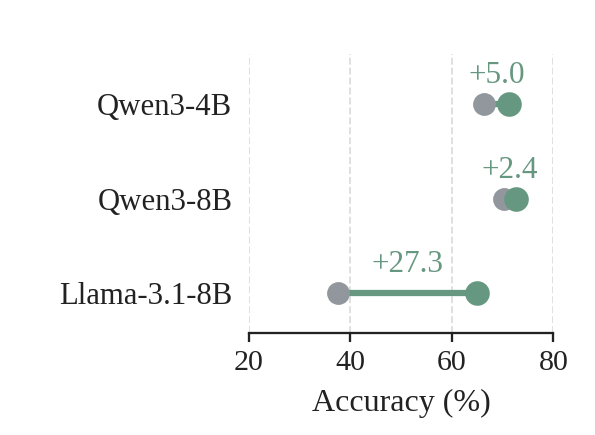 +5.0
Qwen3-4B
+2.4
Qwen3-8B
+27.3
Llama-3.1-8B
20 40 60 80
Accuracy (%)